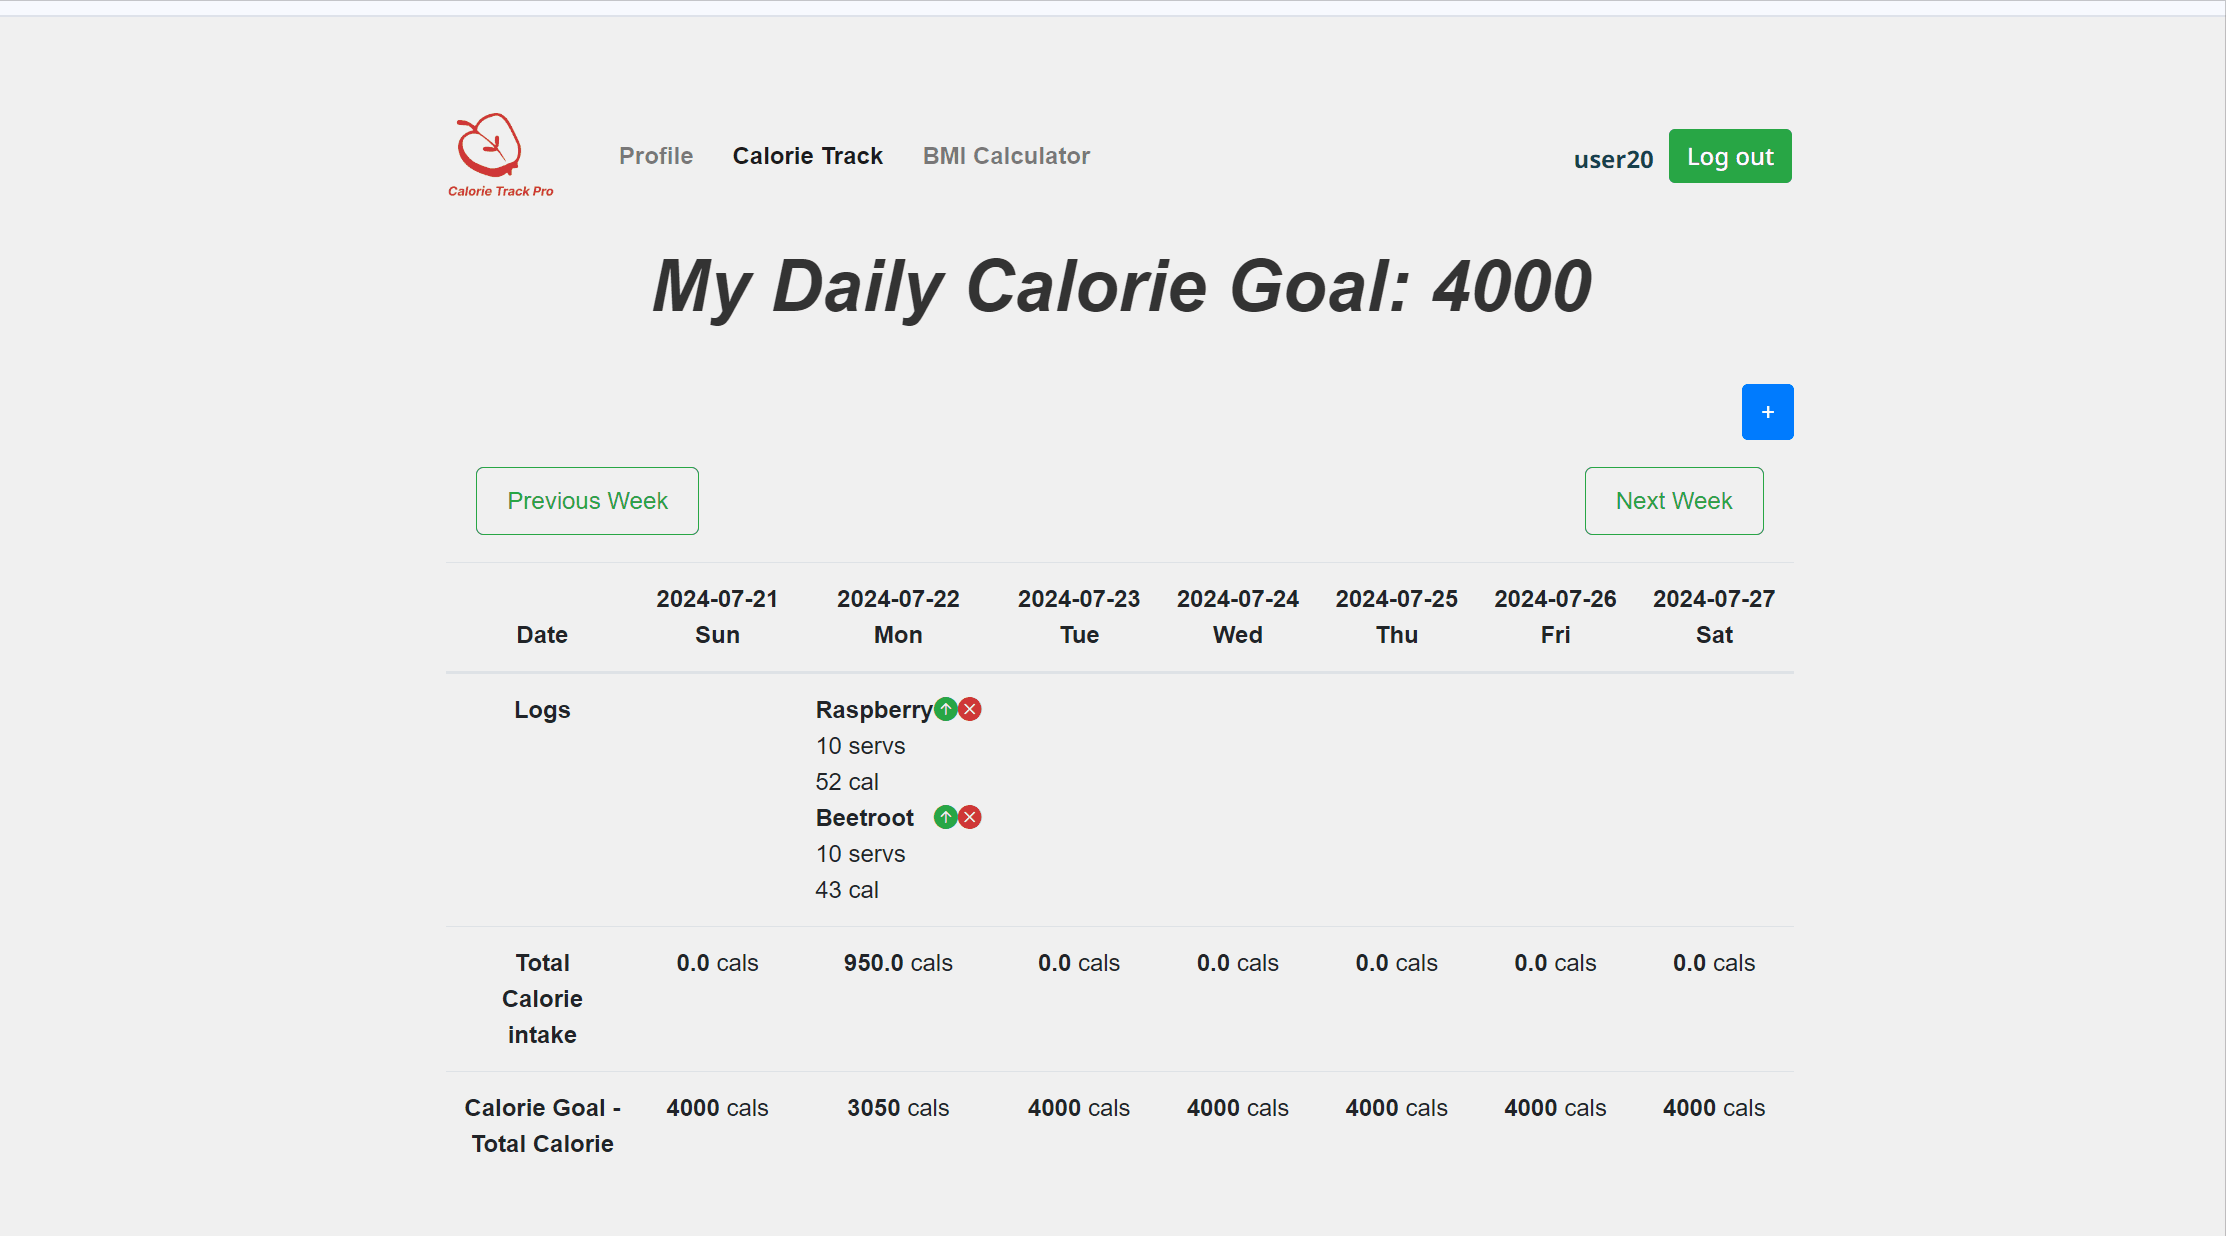 Calorie Track Pro
Profile Calorie Track BMI Calculator user20 Log out
My Daily Calorie Goal: 4000
+
Previous Week Next Week
2024-07-21 2024-07-22 2024-07-23 2024-07-24 2024-07-25 2024-07-26 2024-07-27
Date Sun Mon Tue Wed Thu Fri Sat
Logs Raspberry
10 servs
52 cal
Beetroot
10 servs
43 cal
Total 0.0 cals 950.0 cals 0.0 cals 0.0 cals 0.0 cals 0.0 cals 0.0 cals
Calorie
intake
Calorie Goal - 4000 cals 3050 cals 4000 cals 4000 cals 4000 cals 4000 cals 4000 cals
Total Calorie